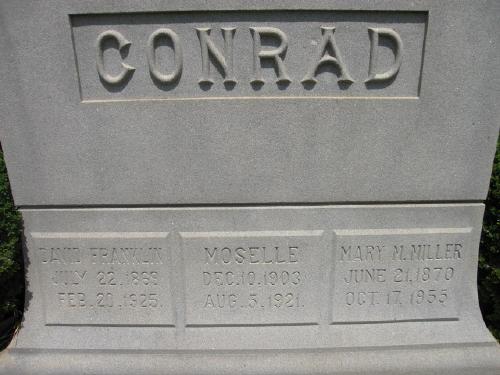 CONRAD
DAVID FRANKLIN
JULY 22, 1869
FEB. 20, 1925.
MOSELLE
DEC. 10, 1903
AUG. 5, 1921.
MARY M. MILLER
JUNE 21, 1870
OCT. 17, 1955